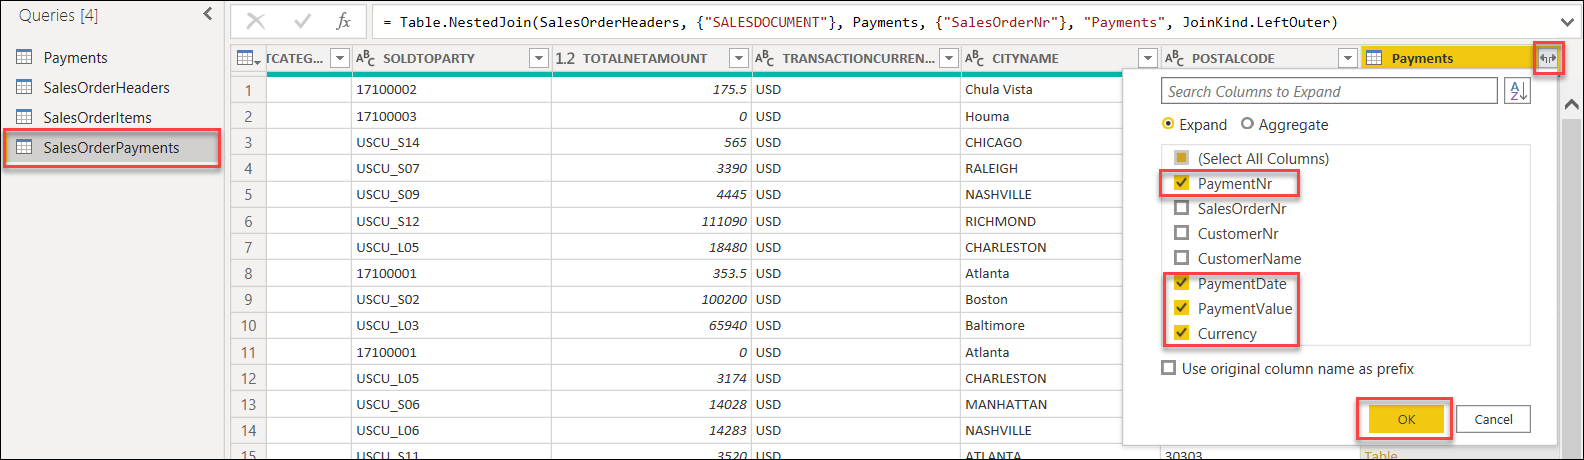 Queries [4]
fx
= Table.NestedJoin(SalesOrderHeaders, {"SALESDOCUMENT"}, Payments, {"SalesOrderNr"}, "Payments", JoinKind.LeftOuter)
Payments
SalesOrderHeaders
SalesOrderItems
SalesOrderPayments
TCATEG... ABC SOLDTOPARTY 1.2 TOTALNETAMOUNT ABC TRANSACTIONCURREN... ABC CITYNAME ABC POSTALCODE Payments
1 17100002 175.5 USD Chula Vista
2 17100003 0 USD Houma
3 USCU_S14 565 USD CHICAGO
4 USCU_S07 3390 USD RALEIGH
5 USCU_S09 4445 USD NASHVILLE
6 USCU_S12 111090 USD RICHMOND
7 USCU_L05 18480 USD CHARLESTON
8 17100001 353.5 USD Atlanta
9 USCU_S02 100200 USD Boston
10 USCU_L03 65940 USD Baltimore
11 17100001 0 USD Atlanta
12 USCU_L05 3174 USD CHARLESTON
13 USCU_S06 14028 USD MANHATTAN
14 USCU_L06 14283 USD NASHVILLE
15 USCU_S11 3520 USD ATLANTA 30303 Table
Search Columns to Expand
AZ
Expand Aggregate
(Select All Columns)
PaymentNr
SalesOrderNr
CustomerNr
CustomerName
PaymentDate
PaymentValue
Currency
Use original column name as prefix
OK Cancel